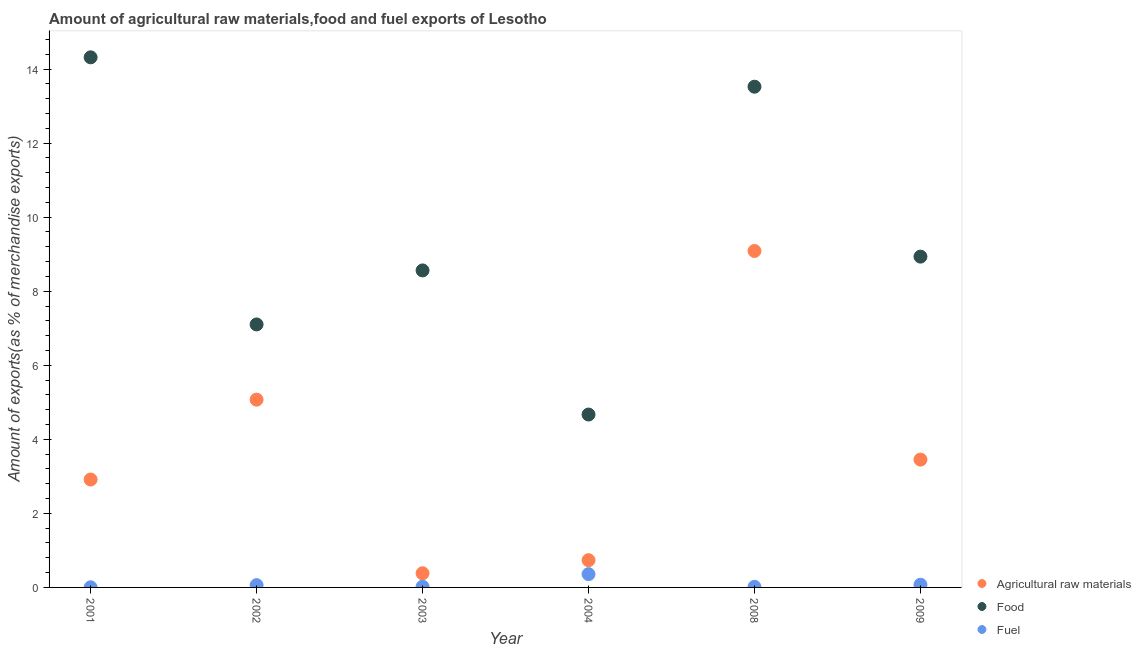 Amount of agricultural raw materials,food and fuel exports of Lesotho
Amount of exports(as % of merchandise exports)
14
12
10
8
6
4
2
0
2001
2002
2003
2004
2008
2009
Year
Agricultural raw materials
Food
Fuel